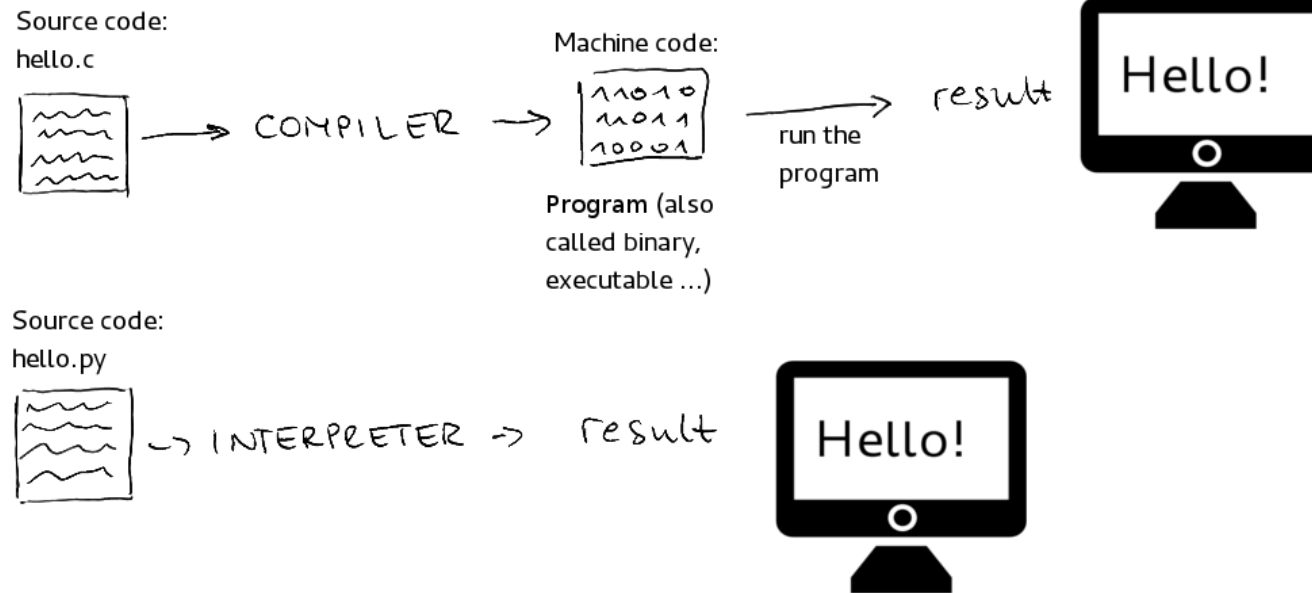 Source code:
hello.c
COMPILER
Machine code:
11010
11011
10001
Program (also
called binary,
executable ...)
run the
program
result
Hello!
Source code:
hello.py
INTERPRETER
result
Hello!